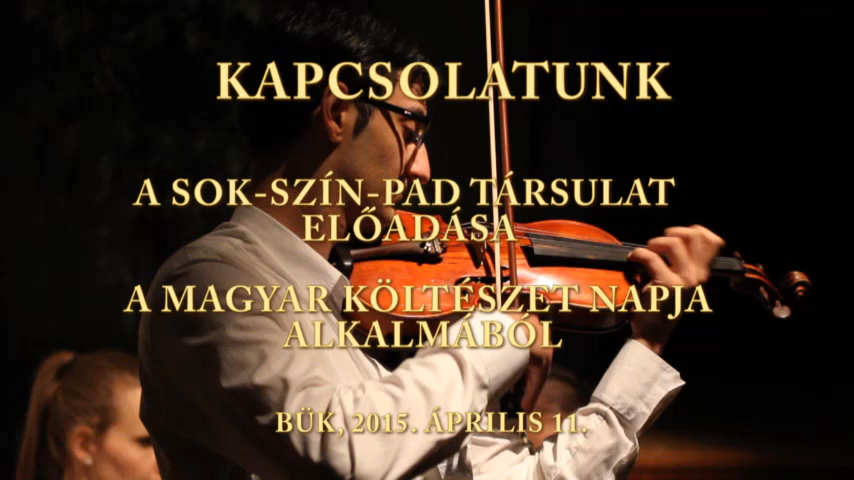 KAPCSOLATUNK
A SOK-SZÍN-PAD TÁRSULAT
ELŐADÁSA
A MAGYAR KÖLTÉSZET NAPJA
ALKALMÁBÓL
BÜK, 2015. ÁPRILIS 11.